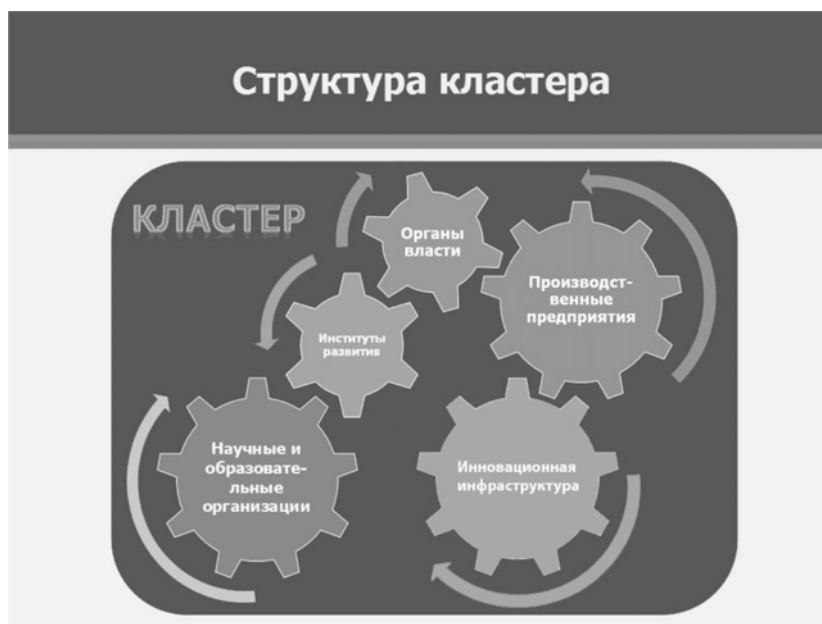 Структура кластера
КЛАСТЕР
Органы
власти
Производст-
венные
предприятия
Институты
развития
Научные и
образовате-
льные
организации
Инновационная
инфраструктура